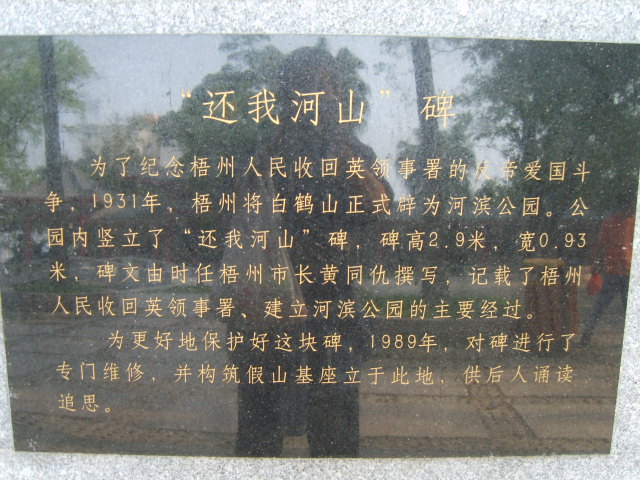 “还我河山”碑
为了纪念梧州人民收回英领事署的反帝爱国斗
争，1931年，梧州将白鹤山正式辟为河滨公园。公
园内竖立了“还我河山”碑，碑高2.9米，宽0.93
米，碑文由时任梧州市长黄同仇撰写，记载了梧州
人民收回英领事署、建立河滨公园的主要经过。
为更好地保护好这块碑，1989年，对碑进行了
专门维修，并构筑假山基座立于此地，供后人诵读
追思。